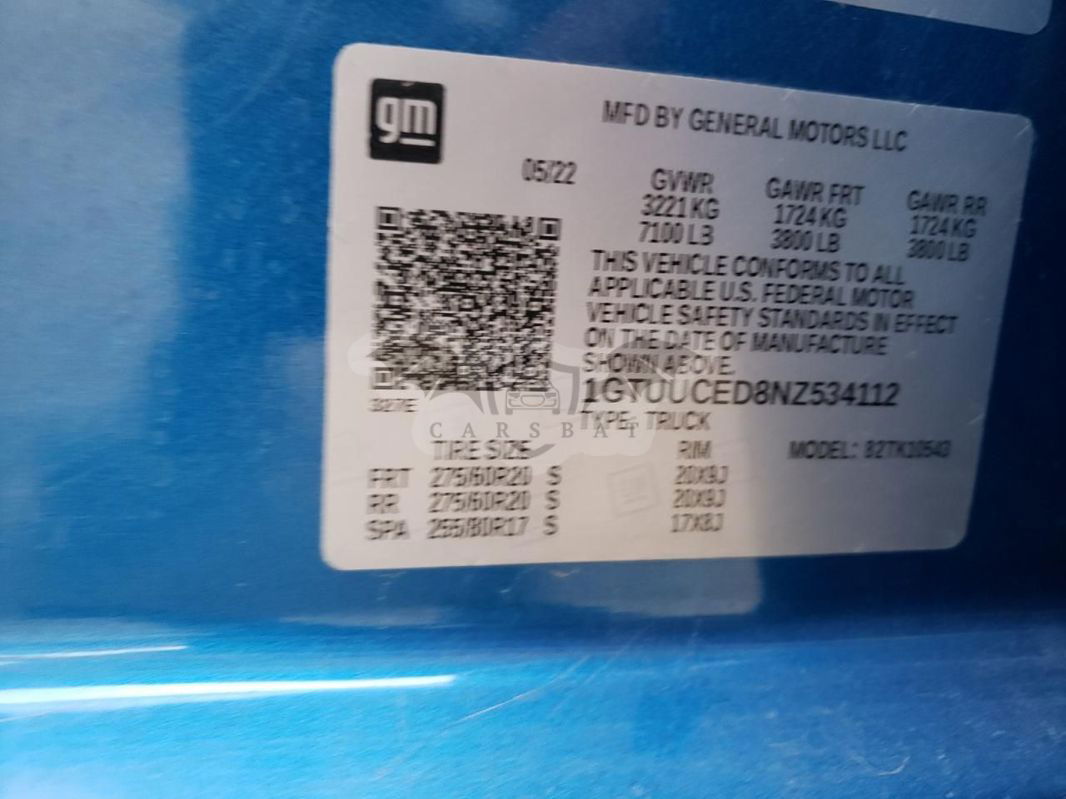 gm
MFD BY GENERAL MOTORS LLC
05/22
GVWR GAWR FRT GAWR RR
3221 KG 1724 KG 1724 KG
7100 LB 3800 LB 3800 LB
THIS VEHICLE CONFORMS TO ALL
APPLICABLE U.S. FEDERAL MOTOR
VEHICLE SAFETY STANDARDS IN EFFECT
ON THE DATE OF MANUFACTURE
SHOWN ABOVE.
1GTUUCED8NZ534112
327E
TYPE: TRUCK
CARSBAT
TIRE SIZE RIM MODEL: 82TK10543
FRT 275/60R20 S 20X9J
RR 275/60R20 S 20X9J
SPA 255/80R17 S 17X8J